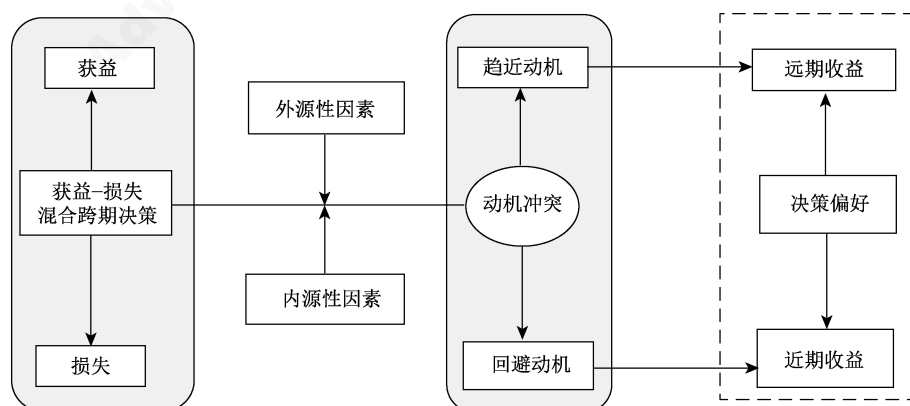 获益
趋近动机
远期收益
外源性因素
获益–损失
混合跨期决策
动机冲突
决策偏好
内源性因素
损失
回避动机
近期收益